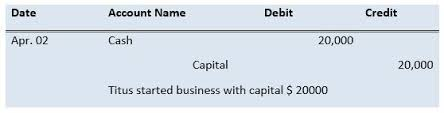 Date Account Name Debit Credit
Apr. 02 Cash 20,000
Capital 20,000
Titus started business with capital $ 20000